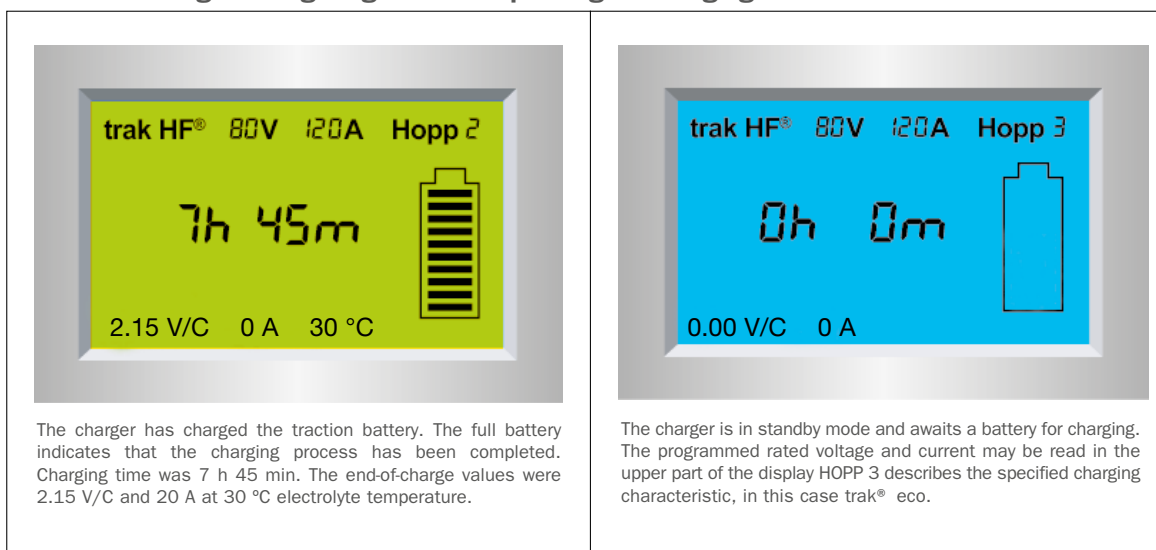 trak HF® 80V 120A Hopp 2
7h 45m
2.15 V/C 0 A 30 °C
The charger has charged the traction battery. The full battery
indicates that the charging process has been completed.
Charging time was 7 h 45 min. The end-of-charge values were
2.15 V/C and 20 A at 30 ºC electrolyte temperature.
trak HF® 80V 120A Hopp 3
0h 0m
0.00 V/C 0 A
The charger is in standby mode and awaits a battery for charging.
The programmed rated voltage and current may be read in the
upper part of the display HOPP 3 describes the specified charging
characteristic, in this case trak® eco.